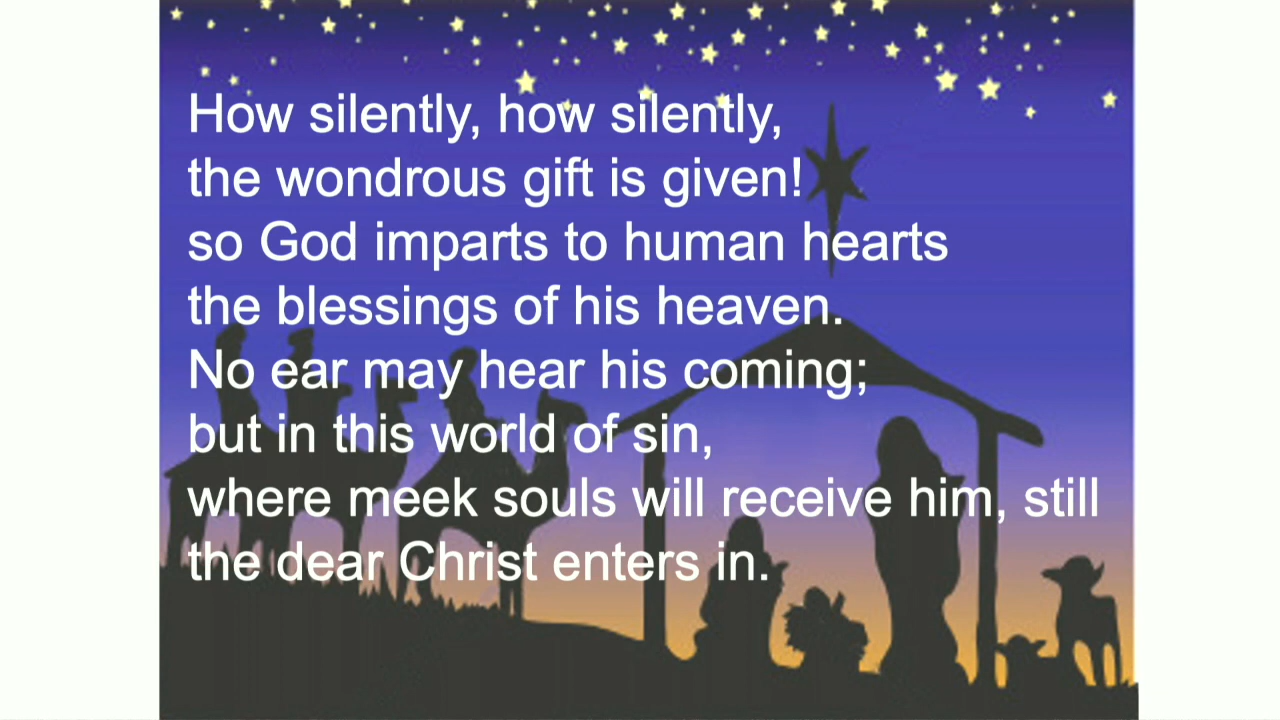 How silently, how silently,
the wondrous gift is given!
so God imparts to human hearts
the blessings of his heaven.
No ear may hear his coming;
but in this world of sin,
where meek souls will receive him, still
the dear Christ enters in.